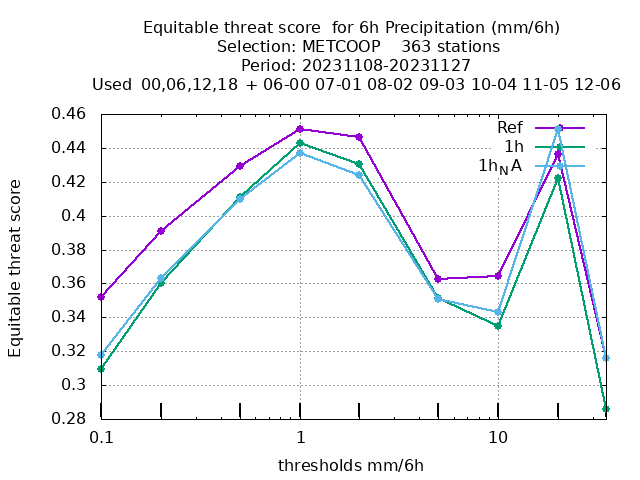 Equitable threat score  for 6h Precipitation (mm/6h)
Selection: METCOOP    363 stations
Period: 20231108-20231127
Used  00,06,12,18  + 06-00 07-01 08-02 09-03 10-04 11-05 12-06
Ref
1h
1h_NA
0.46
0.44
0.42
0.4
0.38
0.36
0.34
0.32
0.3
0.28
Equitable threat score
0.1 1 10
thresholds mm/6h